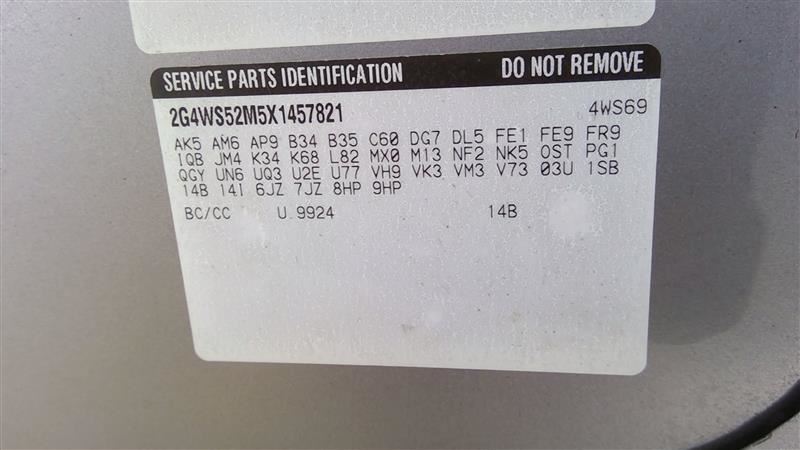 SERVICE PARTS IDENTIFICATION DO NOT REMOVE
2G4WS52M5X1457821 4WS69
AK5 AM6 AP9 B34 B35 C60 DG7 DL5 FE1 FE9 FR9
1QB JM4 K34 K68 L82 MX0 M13 NF2 NK5 OST PG1
QGY UN6 UQ3 U2E U77 VH9 VK3 VM3 V73 03U 1SB
14B 14I 6JZ 7JZ 8HP 9HP
BC/CC U.9924 14B